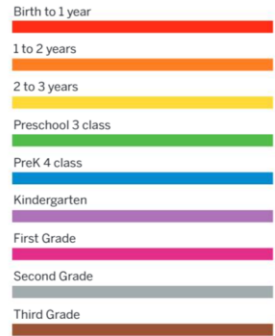 Birth to 1 year
1 to 2 years
2 to 3 years
Preschool 3 class
PreK 4 class
Kindergarten
First Grade
Second Grade
Third Grade